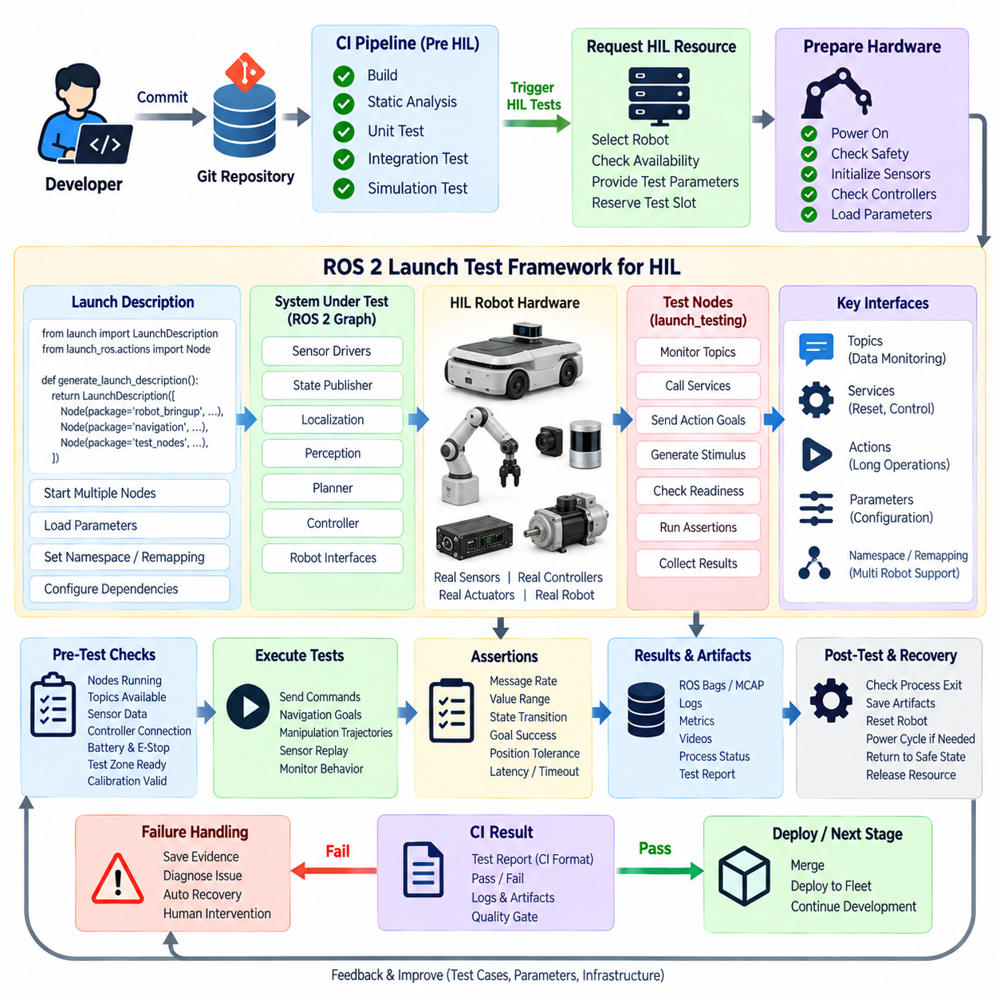 Developer
Commit
Git Repository
CI Pipeline (Pre HIL)
Build
Static Analysis
Unit Test
Integration Test
Simulation Test
Trigger
HIL Tests
Request HIL Resource
Select Robot
Check Availability
Provide Test Parameters
Reserve Test Slot
Prepare Hardware
Power On
Check Safety
Initialize Sensors
Check Controllers
Load Parameters
ROS 2 Launch Test Framework for HIL
Launch Description
from launch import LaunchDescription
from launch_ros.actions import Node
def generate_launch_description():
return LaunchDescription([
Node(package='robot_bringup', ...),
Node(package='navigation', ...),
Node(package='test_nodes', ...),
])
Start Multiple Nodes
Load Parameters
Set Namespace / Remapping
Configure Dependencies
System Under Test
(ROS 2 Graph)
Sensor Drivers
State Publisher
Localization
Perception
Planner
Controller
Robot Interfaces
HIL Robot Hardware
Real Sensors | Real Controllers
Real Actuators | Real Robot
Test Nodes
(launch_testing)
Monitor Topics
Call Services
Send Action Goals
Generate Stimulus
Check Readiness
Run Assertions
Collect Results
Key Interfaces
Topics
(Data Monitoring)
Services
(Reset, Control)
Actions
(Long Operations)
Parameters
(Configuration)
Namespace / Remapping
(Multi Robot Support)
Pre-Test Checks
Nodes Running
Topics Available
Sensor Data
Controller Connection
Battery & E-Stop
Test Zone Ready
Calibration Valid
Execute Tests
Send Commands
Navigation Goals
Manipulation Trajectories
Sensor Replay
Monitor Behavior
Assertions
Message Rate
Value Range
State Transition
Goal Success
Position Tolerance
Latency / Timeout
Results & Artifacts
ROS Bags / MCAP
Logs
Metrics
Videos
Process Status
Test Report
Post-Test & Recovery
Check Process Exit
Save Artifacts
Reset Robot
Power Cycle if Needed
Return to Safe State
Release Resource
Failure Handling
Save Evidence
Diagnose Issue
Auto Recovery
Human Intervention
Fail
CI Result
Test Report (CI Format)
Pass / Fail
Logs & Artifacts
Quality Gate
Pass
Deploy / Next Stage
Merge
Deploy to Fleet
Continue Development
Feedback & Improve (Test Cases, Parameters, Infrastructure)